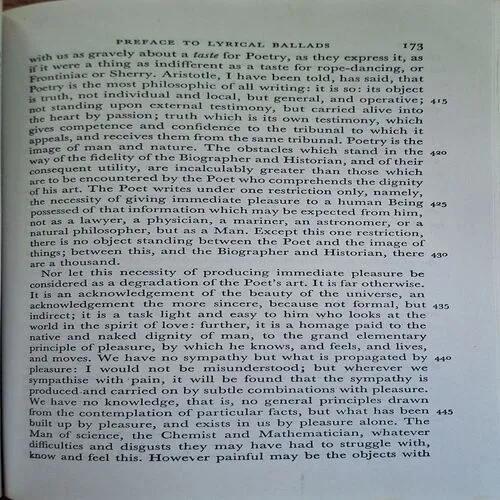 PREFACE TO LYRICAL BALLADS 173
with us as gravely about a taste for Poetry, as they express it, as
if it were a thing as indifferent as a taste for rope-dancing, or
Frontiniac or Sherry. Aristotle, I have been told, has said, that
Poetry is the most philosophic of all writing: it is so: its object
is truth, not individual and local, but general, and operative; 415
not standing upon external testimony, but carried alive into
the heart by passion; truth which is its own testimony, which
gives competence and confidence to the tribunal to which it
appeals, and receives them from the same tribunal. Poetry is the
image of man and nature. The obstacles which stand in the 420
way of the fidelity of the Biographer and Historian, and of their
consequent utility, are incalculably greater than those which
are to be encountered by the Poet who comprehends the dignity
of his art. The Poet writes under one restriction only, namely,
the necessity of giving immediate pleasure to a human Being 425
possessed of that information which may be expected from him,
not as a lawyer, a physician, a mariner, an astronomer, or a
natural philosopher, but as a Man. Except this one restriction,
there is no object standing between the Poet and the image of
things; between this, and the Biographer and Historian, there 430
are a thousand.
Nor let this necessity of producing immediate pleasure be
considered as a degradation of the Poet's art. It is far otherwise.
It is an acknowledgement of the beauty of the universe, an
acknowledgement the more sincere, because not formal, but 435
indirect; it is a task light and easy to him who looks at the
world in the spirit of love: further, it is a homage paid to the
native and naked dignity of man, to the grand elementary
principle of pleasure, by which he knows, and feels, and lives,
and moves. We have no sympathy but what is propagated by 440
pleasure: I would not be misunderstood; but wherever we
sympathise with pain, it will be found that the sympathy is
produced and carried on by subtle combinations with pleasure.
We have no knowledge, that is, no general principles drawn
from the contemplation of particular facts, but what has been 445
built up by pleasure, and exists in us by pleasure alone. The
Man of science, the Chemist and Mathematician, whatever
difficulties and disgusts they may have had to struggle with,
know and feel this. However painful may be the objects with